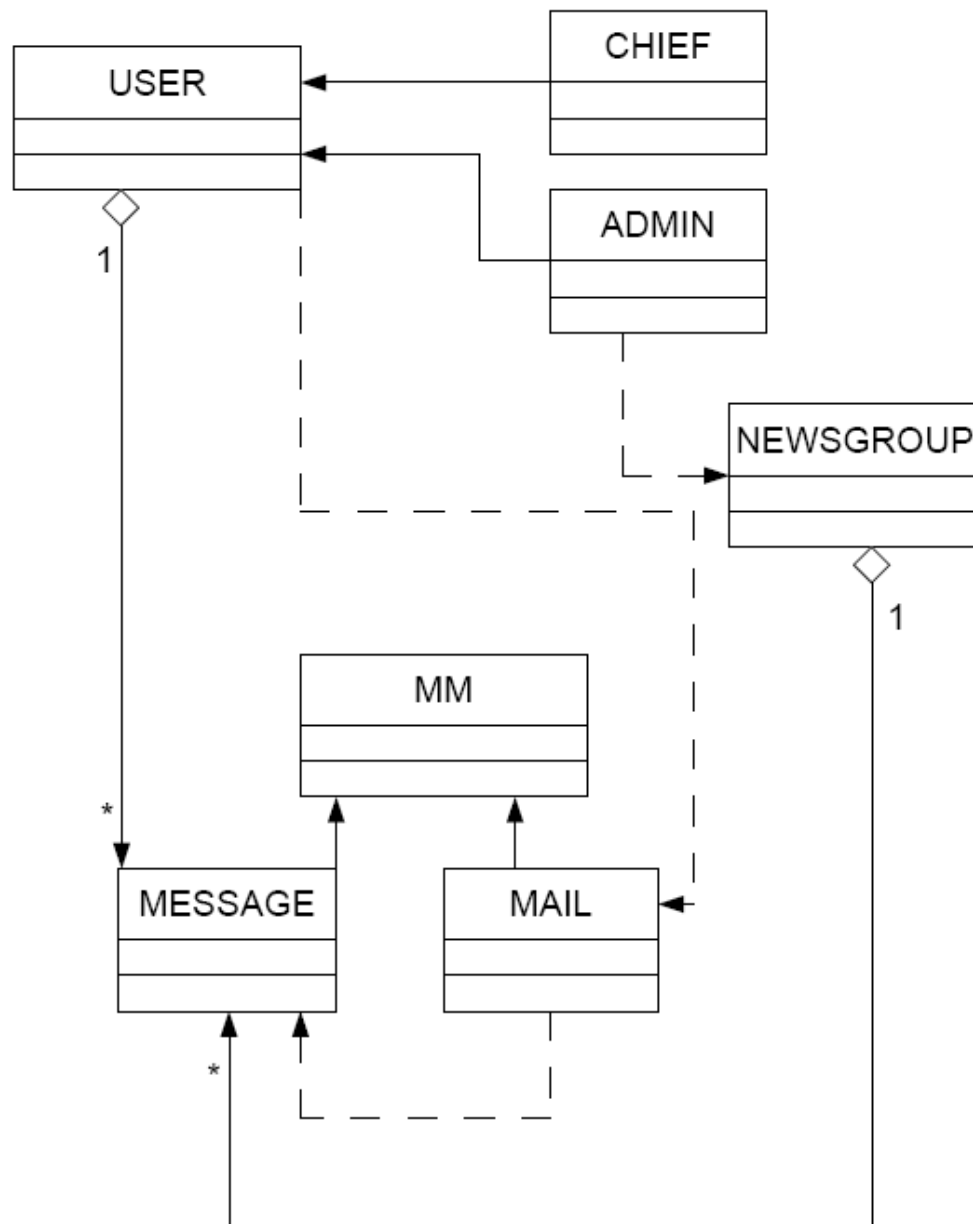 CHIEF
USER
ADMIN
1
NEWSGROUP
1
MM
*
MESSAGE
MAIL
*